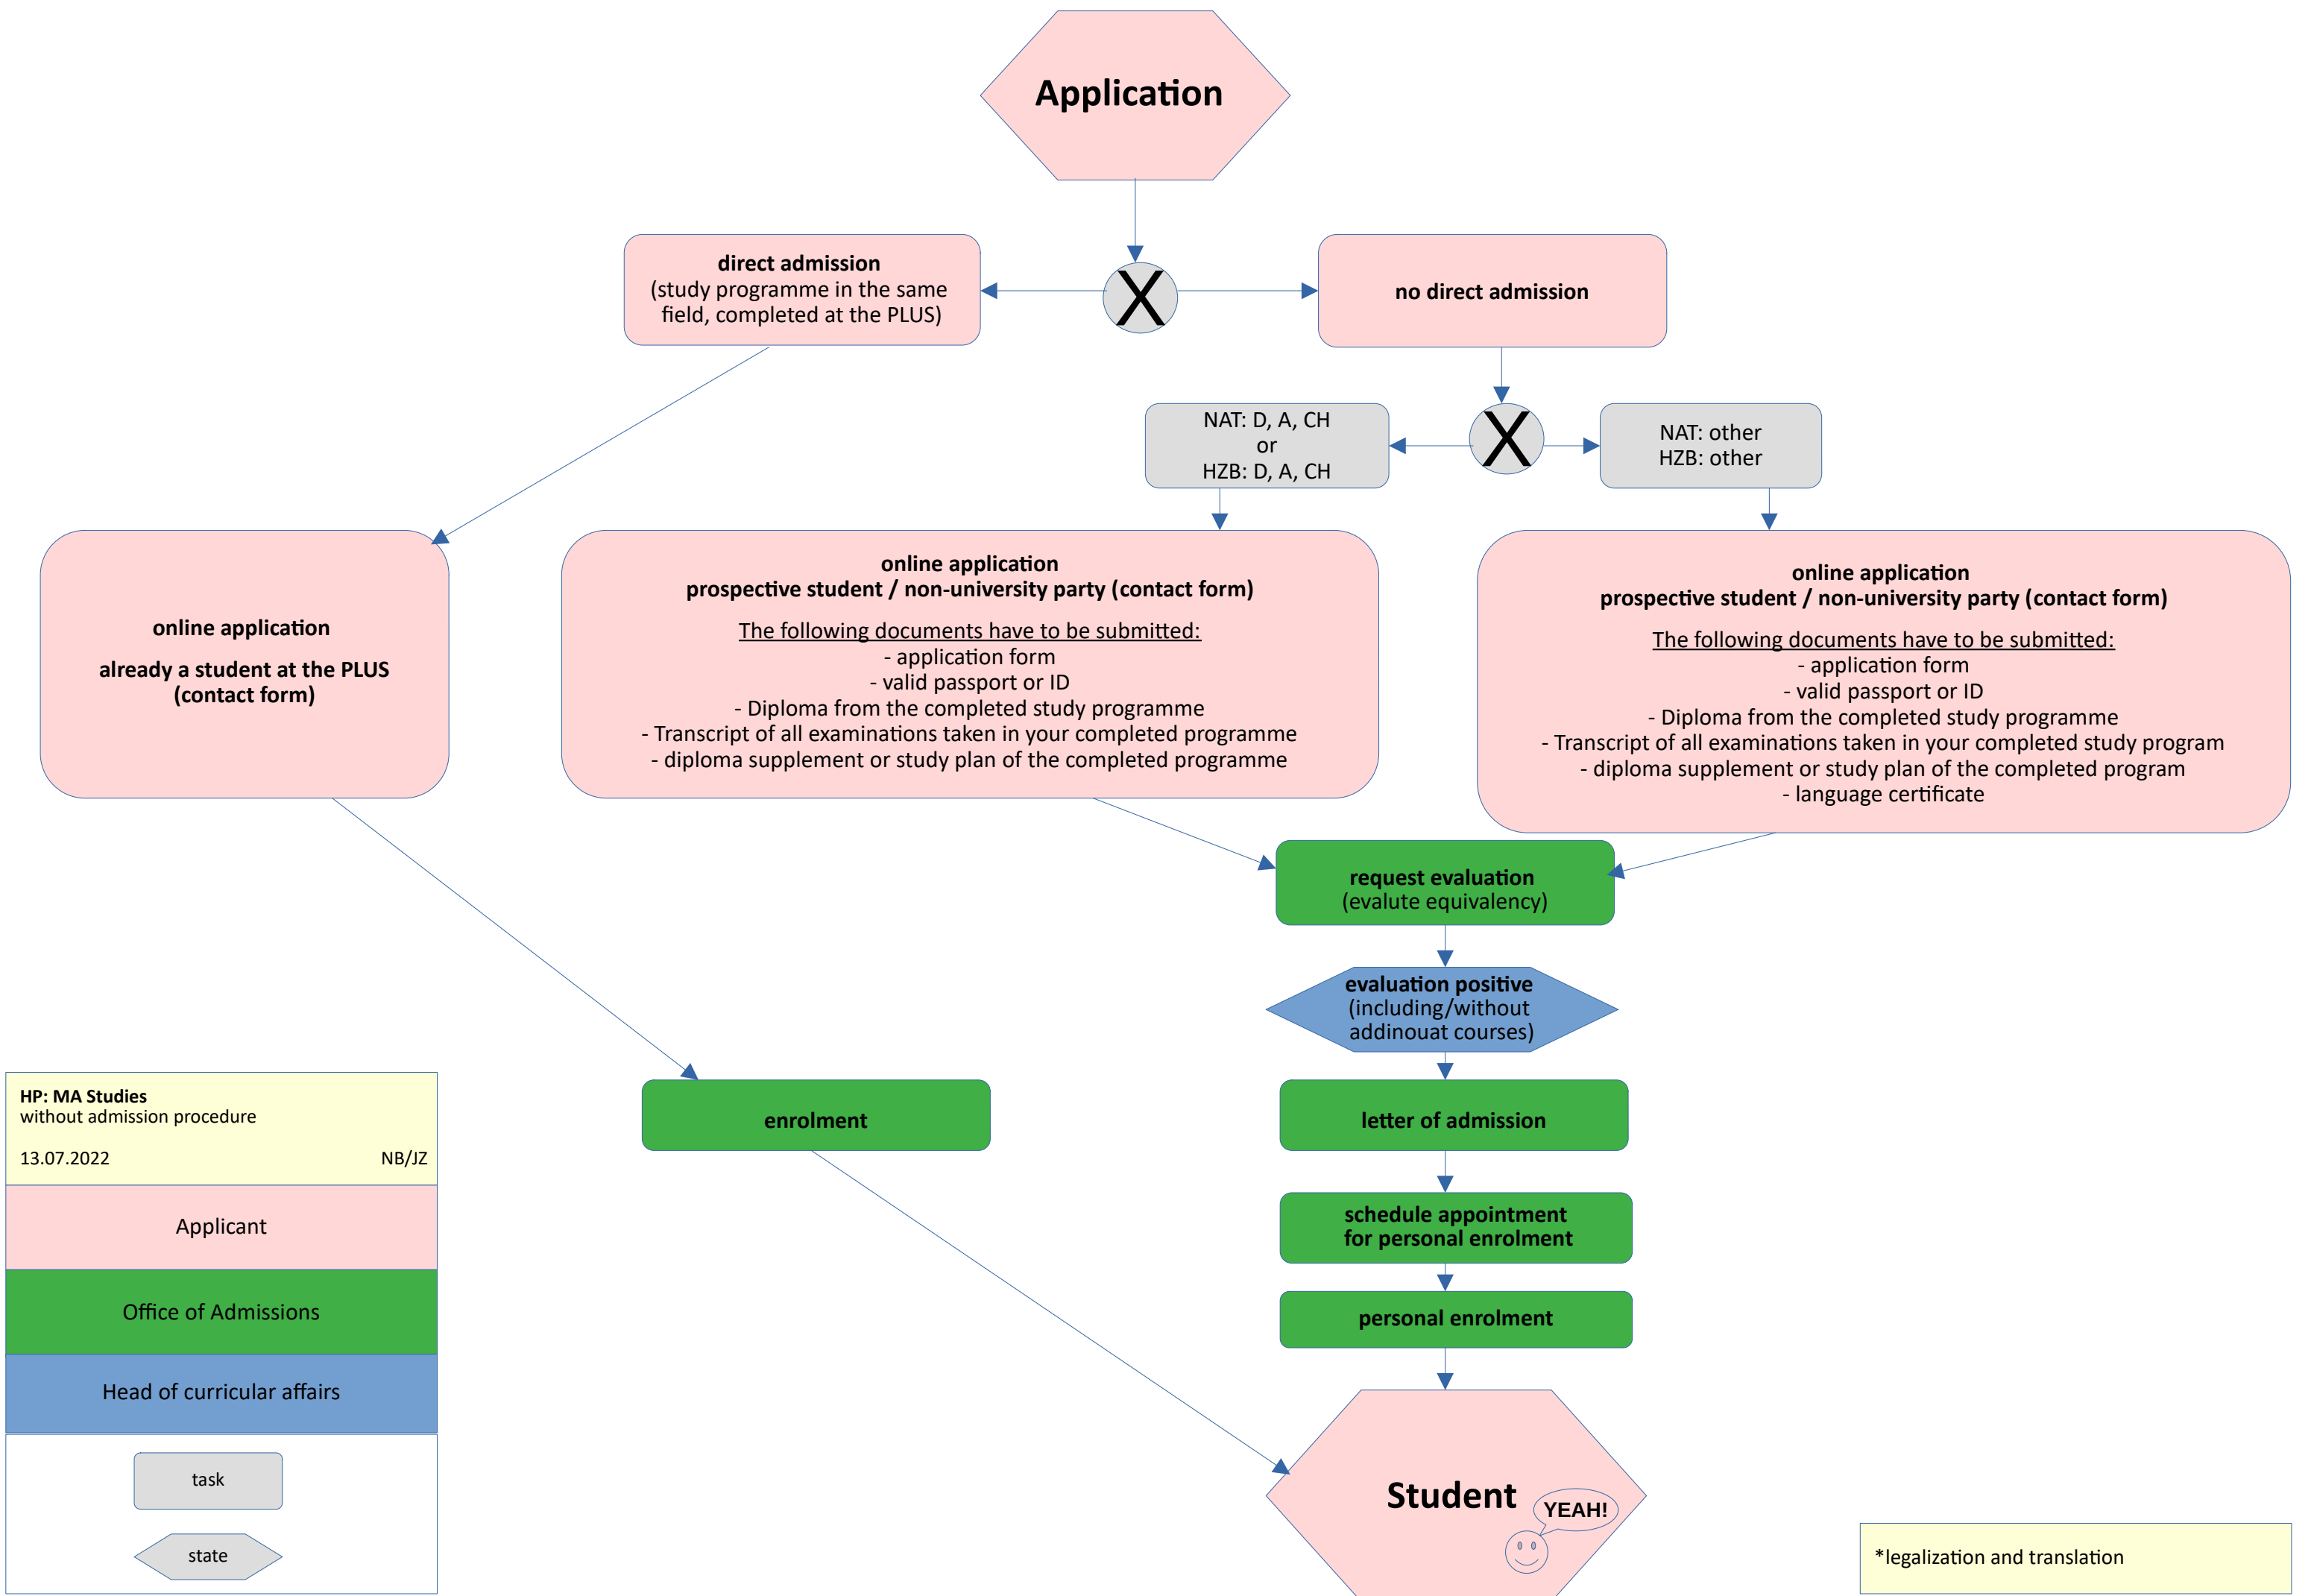 Application
direct admission
(study programme in the same
field, completed at the PLUS)
X
no direct admission
NAT: D, A, CH
or
HZB: D, A, CH
X
NAT: other
HZB: other
online application
already a student at the PLUS
(contact form)
online application
prospective student / non-university party (contact form)
The following documents have to be submitted:
- application form
- valid passport or ID
- Diploma from the completed study programme
- Transcript of all examinations taken in your completed programme
- diploma supplement or study plan of the completed programme
online application
prospective student / non-university party (contact form)
The following documents have to be submitted:
- application form
- valid passport or ID
- Diploma from the completed study programme
- Transcript of all examinations taken in your completed study program
- diploma supplement or study plan of the completed program
- language certificate
request evaluation
(evalute equivalency)
evaluation positive
(including/without
addinouat courses)
enrolment
letter of admission
schedule appointment
for personal enrolment
personal enrolment
Student
YEAH!
HP: MA Studies
without admission procedure
13.07.2022 NB/JZ
Applicant
Office of Admissions
Head of curricular affairs
task
state
*legalization and translation